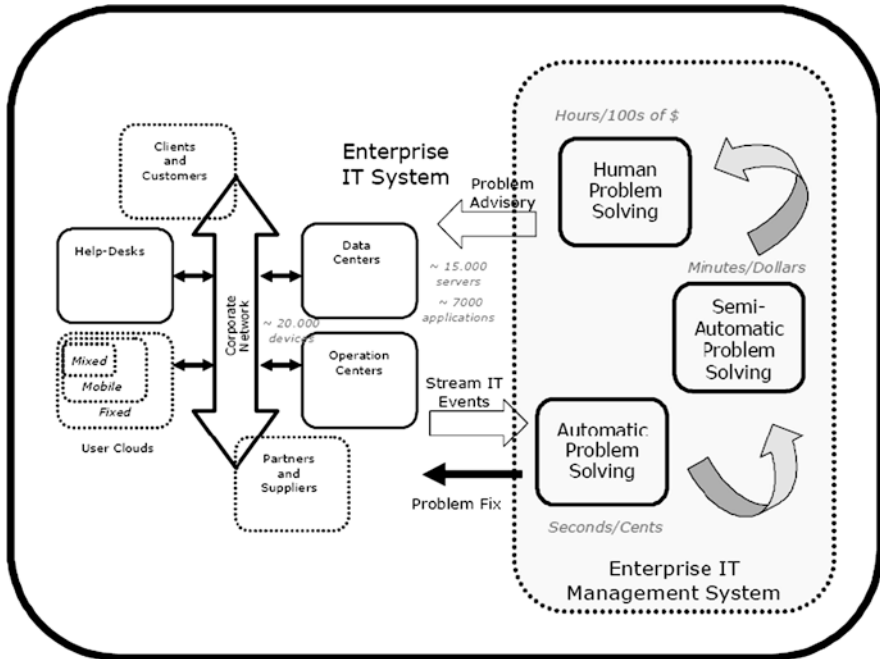 Clients
and
Customers
Enterprise
IT System
Help-Desks
Data
Centers
~ 15.000
servers
~ 7000
applications
Corporate
Network
~ 20.000
devices
Mixed
Mobile
Fixed
User Clouds
Operation
Centers
Partners
and
Suppliers
Problem
Advisory
Stream IT
Events
Problem Fix
Hours/100s of $
Human
Problem
Solving
Minutes/Dollars
Semi-
Automatic
Problem
Solving
Automatic
Problem
Solving
Seconds/Cents
Enterprise IT
Management System